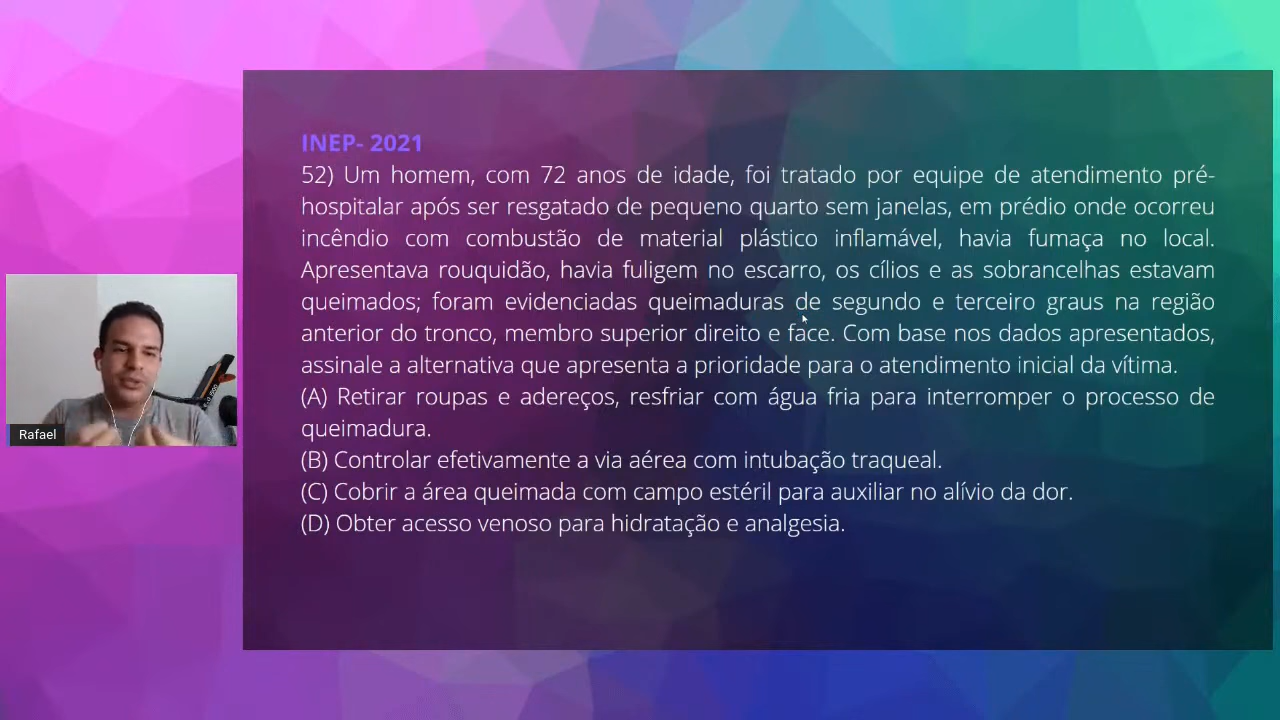 INEP- 2021
52) Um homem, com 72 anos de idade, foi tratado por equipe de atendimento pré-
hospitalar após ser resgatado de pequeno quarto sem janelas, em prédio onde ocorreu
incêndio com combustão de material plástico inflamável, havia fumaça no local.
Apresentava rouquidão, havia fuligem no escarro, os cílios e as sobrancelhas estavam
queimados; foram evidenciadas queimaduras de segundo e terceiro graus na região
anterior do tronco, membro superior direito e face. Com base nos dados apresentados,
assinale a alternativa que apresenta a prioridade para o atendimento inicial da vítima.
(A) Retirar roupas e adereços, resfriar com água fria para interromper o processo de
queimadura.
(B) Controlar efetivamente a via aérea com intubação traqueal.
(C) Cobrir a área queimada com campo estéril para auxiliar no alívio da dor.
(D) Obter acesso venoso para hidratação e analgesia.
Rafael